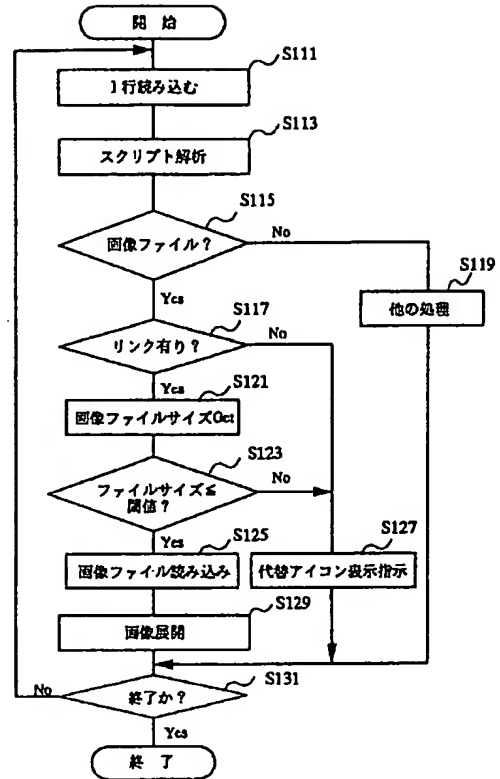 開 始
S111
1行読み込む
S113
スクリプト解析
S115
画像ファイル?
No
S119
Yes
他の処理
S117
リンク有り?
No
Yes
S121
画像ファイルサイズGet
S123
ファイルサイズ≦
閾値?
No
Yes
S125
S127
画像ファイル読み込み
代替アイコン表示指示
S129
画像展開
S131
No
終了か?
Yes
終 了